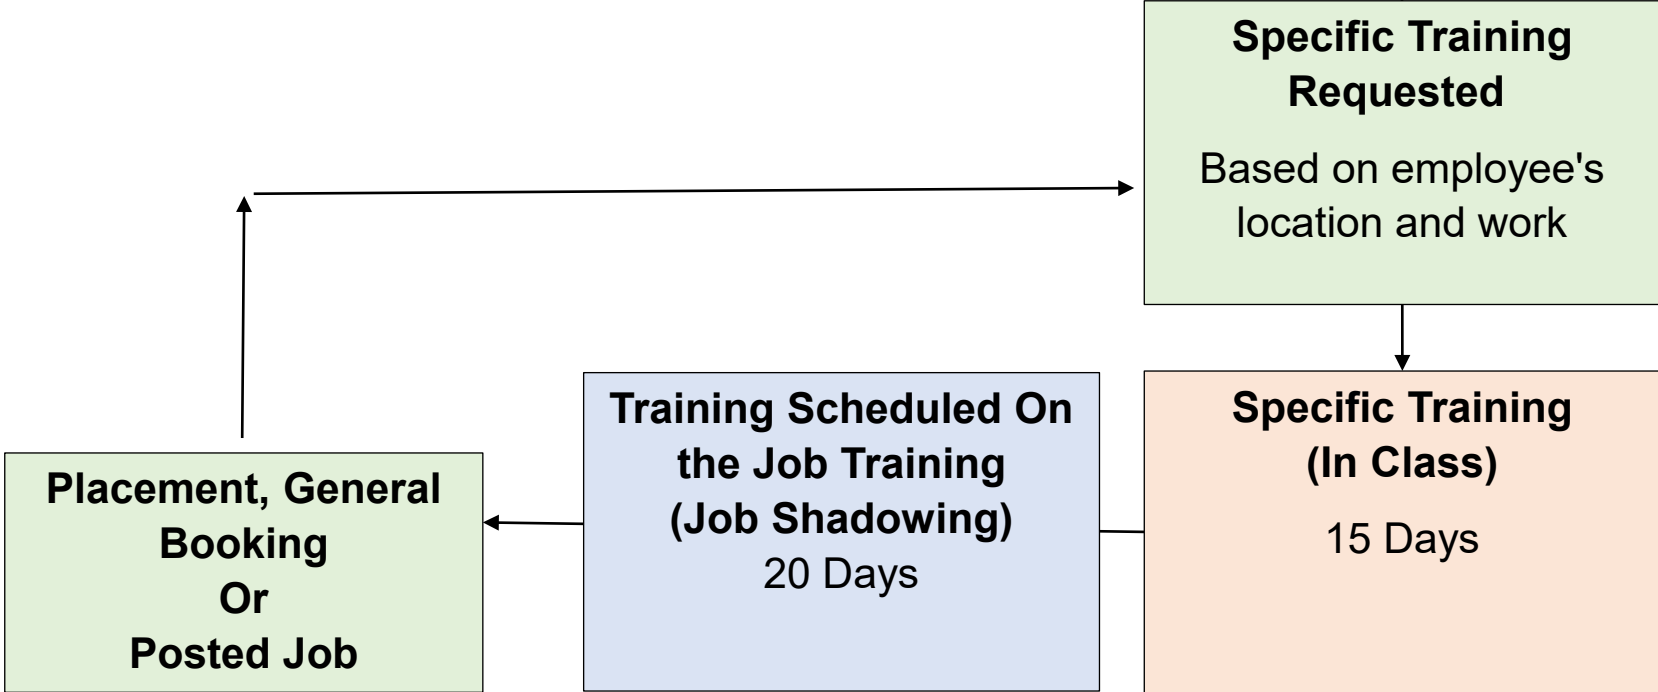 Specific Training
Requested
Based on employee's
location and work
Specific Training
(In Class)
15 Days
Training Scheduled On
the Job Training
(Job Shadowing)
20 Days
Placement, General
Booking
Or
Posted Job